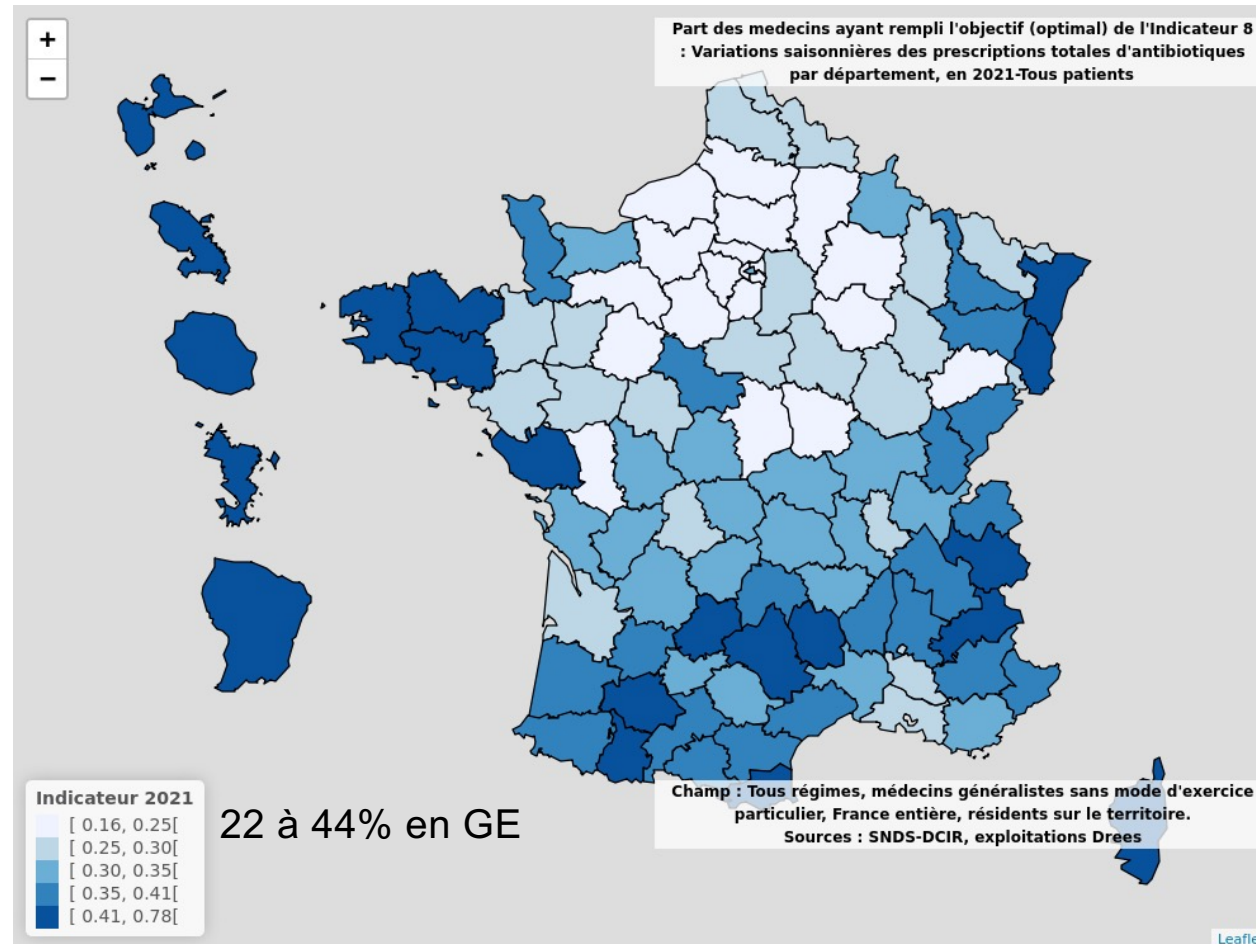 +
−
Part des medecins ayant rempli l'objectif (optimal) de l'Indicateur 8
: Variations saisonnières des prescriptions totales d'antibiotiques
par département, en 2021-Tous patients
Indicateur 2021
[ 0.16, 0.25[
[ 0.25, 0.30[
[ 0.30, 0.35[
[ 0.35, 0.41[
[ 0.41, 0.78[
22 à 44% en GE
Champ : Tous régimes, médecins généralistes sans mode d'exercice
particulier, France entière, résidents sur le territoire.
Sources : SNDS-DCIR, exploitations Drees
Leafle